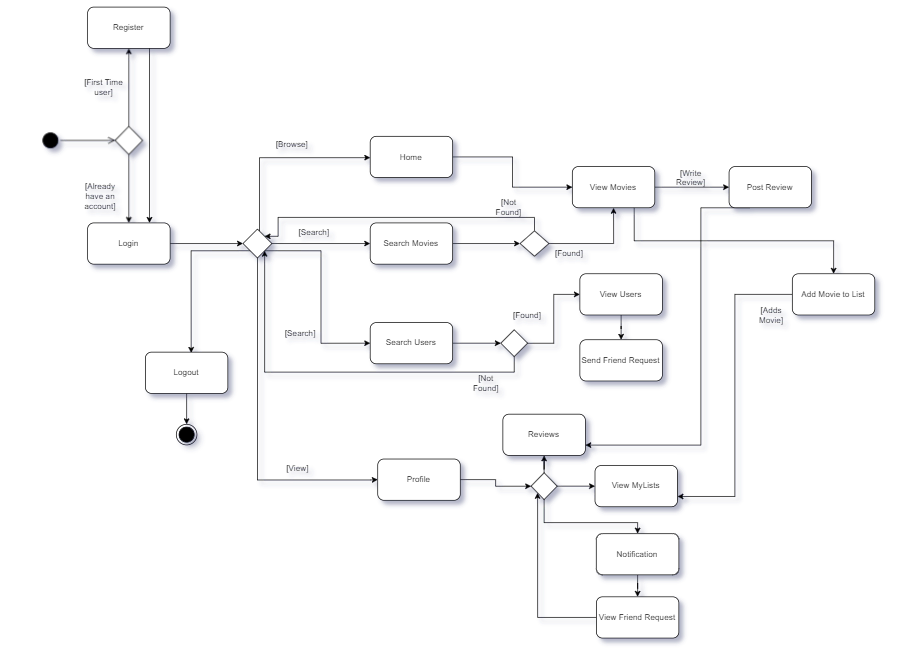 Register
[First Time
user]
[Already
have an
account]
Login
[Browse]
Home
View Movies
[Write
Review]
Post Review
[Not
Found]
[Search]
Search Movies
[Found]
View Users
Add Movie to List
[Adds
Movie]
[Found]
[Search]
Search Users
Send Friend Request
[Not
Found]
Logout
Reviews
[View]
Profile
View MyLists
Notification
View Friend Request